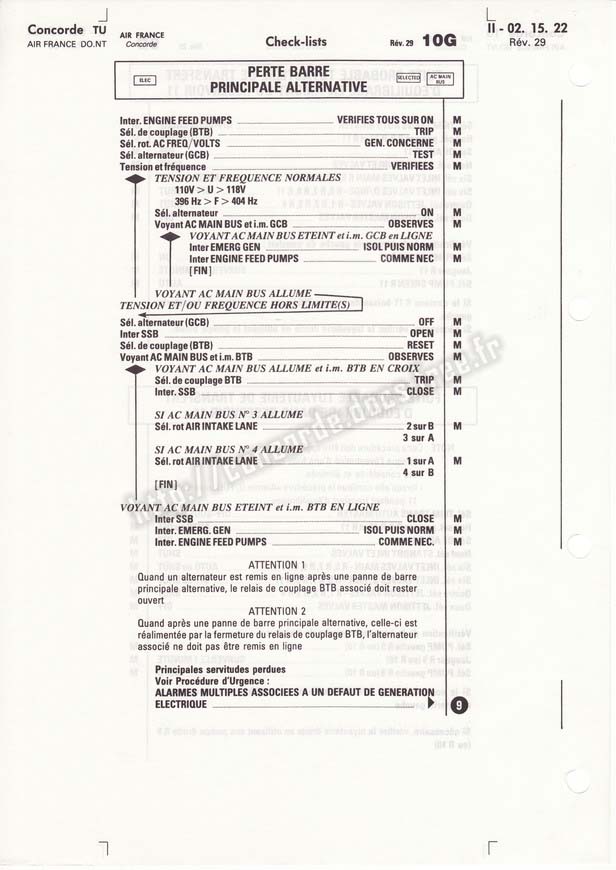 Concorde TU
AIR FRANCE DO.NT
AIR FRANCE
Concorde
Check-lists
Rév. 29 10G
II - 02. 15. 22
Rév. 29
ELEC
PERTE BARRE
PRINCIPALE ALTERNATIVE
SELECTED
AC MAIN
BUS
Inter. ENGINE FEED PUMPS VERIFIES TOUS SUR ON M
Sél. de couplage (BTB) TRIP M
Sél. rot. AC FREQ/VOLTS GEN. CONCERNE M
Sél. alternateur (GCB) TEST M
Tension et fréquence VERIFIEES M
TENSION ET FREQUENCE NORMALES
110V > U > 118V
396 Hz > F > 404 Hz
Sél. alternateur ON M
Voyant AC MAIN BUS et i.m. GCB OBSERVES M
VOYANT AC MAIN BUS ETEINT et i.m. GCB en LIGNE
Inter EMERG GEN ISOL PUIS NORM M
Inter ENGINE FEED PUMPS COMME NEC M
[FIN]
VOYANT AC MAIN BUS ALLUME
TENSION ET/OU FREQUENCE HORS LIMITE(S)
Sél. alternateur (GCB) OFF M
Inter SSB OPEN M
Sél. de couplage (BTB) RESET M
Voyant AC MAIN BUS et i.m. BTB OBSERVES M
VOYANT AC MAIN BUS ALLUME et i.m. BTB EN CROIX
Sél. de couplage BTB TRIP M
Inter. SSB CLOSE M
SI AC MAIN BUS N° 3 ALLUME
Sél. rot AIR INTAKE LANE 2 sur B M
3 sur A
SI AC MAIN BUS N° 4 ALLUME
Sél. rot AIR INTAKE LANE 1 sur A M
4 sur B
[FIN]
VOYANT AC MAIN BUS ETEINT et i.m. BTB EN LIGNE
Inter SSB CLOSE M
Inter. EMERG. GEN ISOL PUIS NORM M
Inter. ENGINE FEED PUMPS COMME NEC. M
ATTENTION 1
Quand un alternateur est remis en ligne après une panne de barre
principale alternative, le relais de couplage BTB associé doit rester
ouvert
ATTENTION 2
Quand après une panne de barre principale alternative, celle-ci est
réalimentée par la fermeture du relais de couplage BTB, l'alternateur
associé ne doit pas être remis en ligne
Principales servitudes perdues
Voir Procédure d'Urgence :
ALARMES MULTIPLES ASSOCIEES A UN DEFAUT DE GENERATION
ELECTRIQUE 9
http://concorde.docs.free.fr